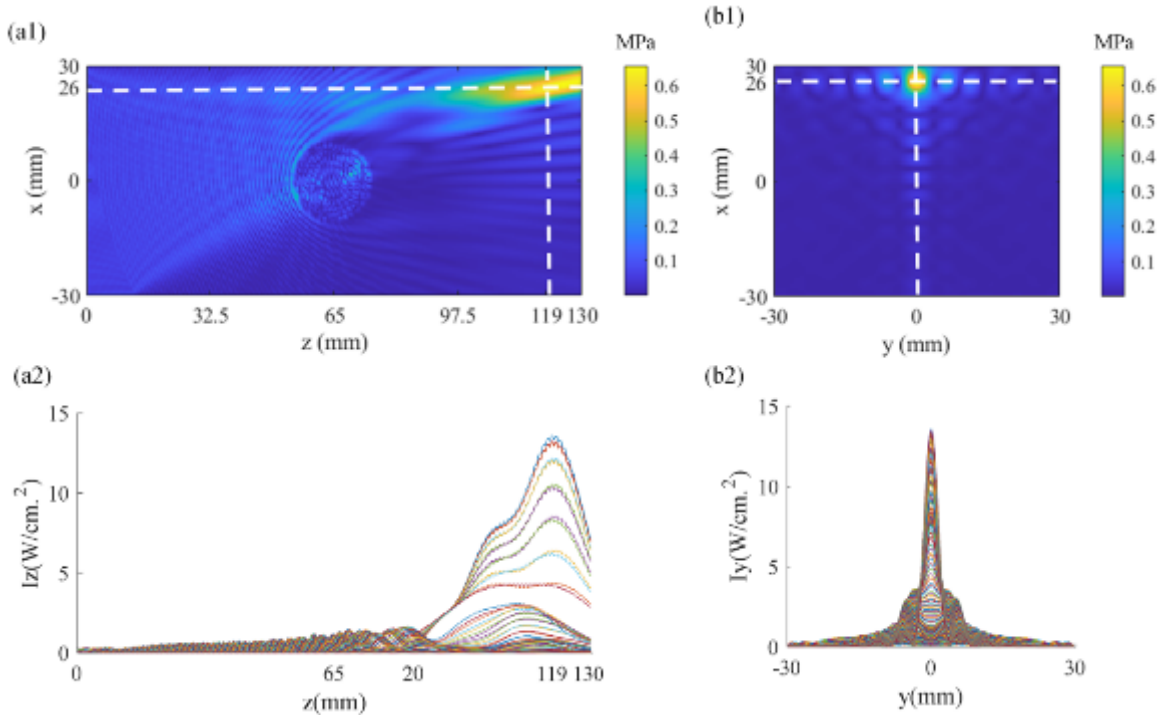 (a1)
MPa
30
26
0
-30
x (mm)
0 32.5 65 97.5 119 130
z (mm)
0.6
0.5
0.4
0.3
0.2
0.1
(b1)
MPa
30
26
0
-30
x (mm)
-30 0 30
y (mm)
0.6
0.5
0.4
0.3
0.2
0.1
(a2)
15
10
5
0
Iz(W/cm.²)
0 65 20 119 130
z(mm)
(b2)
15
10
5
0
Iy(W/cm.²)
-30 0 30
y(mm)